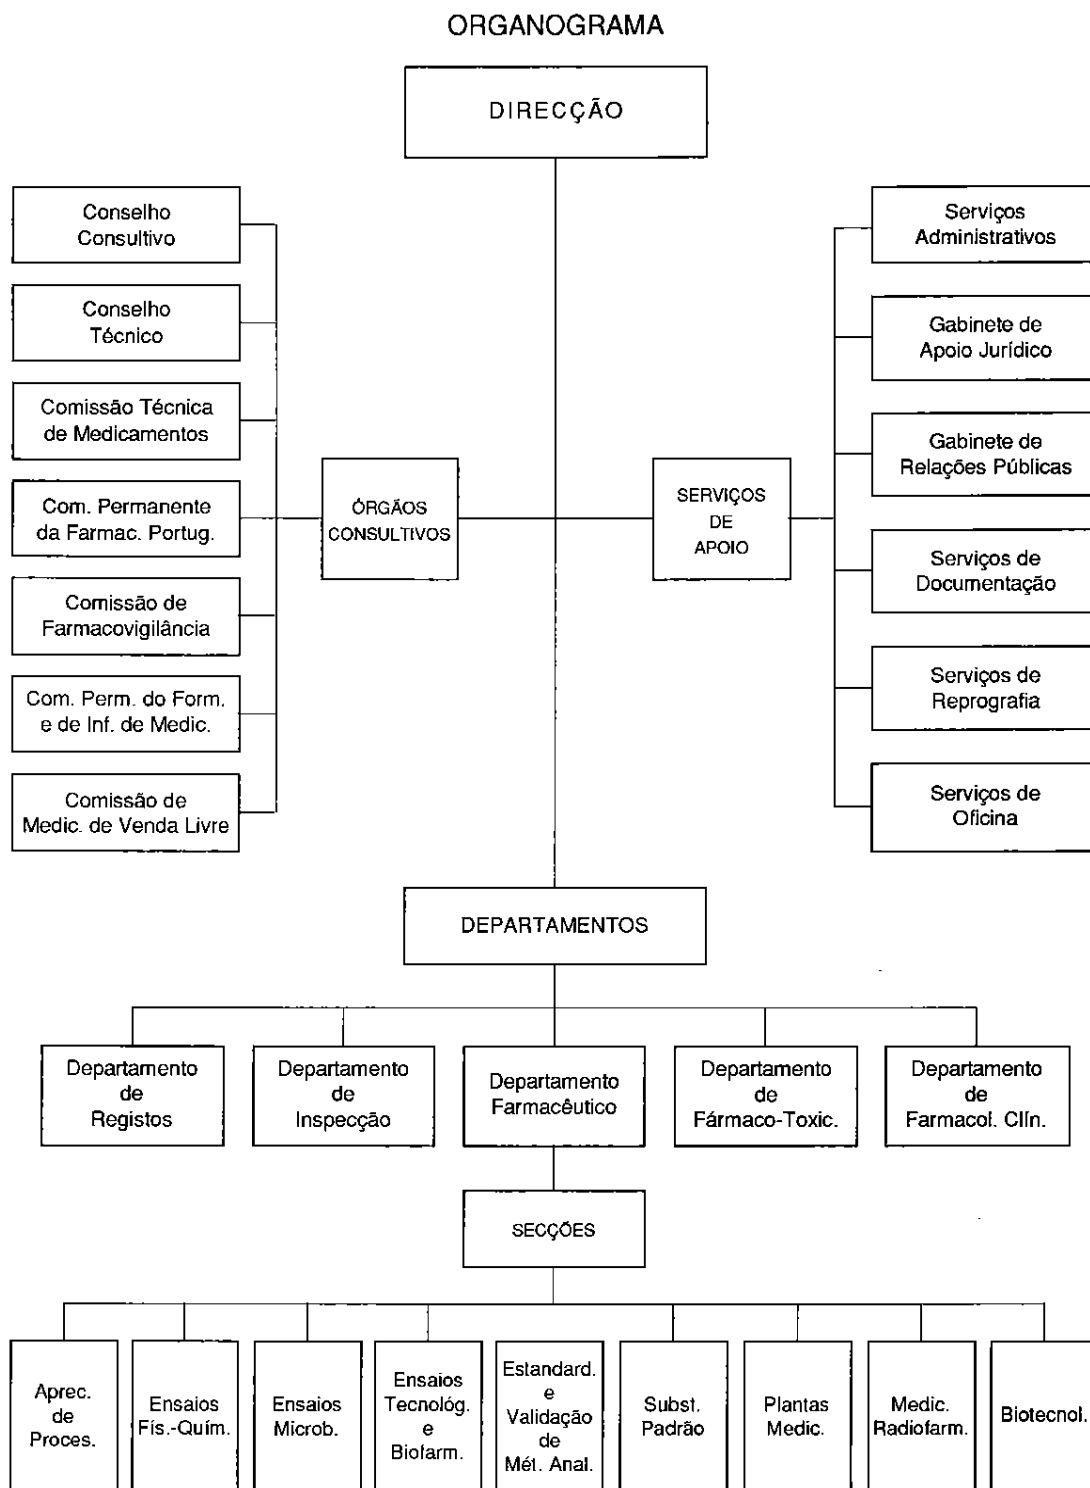 ORGANOGRAMA
DIRECÇÃO
Conselho
Consultivo
Conselho
Técnico
Comissão Técnica
de Medicamentos
Com. Permanente
da Farmac. Portug.
Comissão de
Farmacovigilância
Com. Perm. do Form.
e de Inf. de Medic.
Comissão de
Medic. de Venda Livre
ÓRGÃOS
CONSULTIVOS
SERVIÇOS
DE
APOIO
Serviços
Administrativos
Gabinete de
Apoio Jurídico
Gabinete de
Relações Públicas
Serviços de
Documentação
Serviços de
Reprografia
Serviços de
Oficina
DEPARTAMENTOS
Departamento
de
Registos
Departamento
de
Inspecção
Departamento
Farmacêutico
Departamento
de
Fármaco-Toxic.
Departamento
de
Farmacol. Clín.
SECÇÕES
Aprec.
de
Proces.
Ensaios
Fís.-Quím.
Ensaios
Microb.
Ensaios
Tecnológ.
e
Biofarm.
Estandard.
e
Validação
de
Mét. Anal.
Subst.
Padrão
Plantas
Medic.
Medic.
Radiofarm.
Biotecnol.